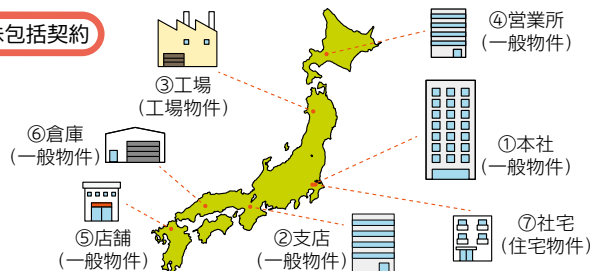 包括契約
④営業所
(一般物件)
③工場
(工場物件)
⑥倉庫
(一般物件)
①本社
(一般物件)
⑤店舗
(一般物件)
②支店
(一般物件)
⑦社宅
(住宅物件)